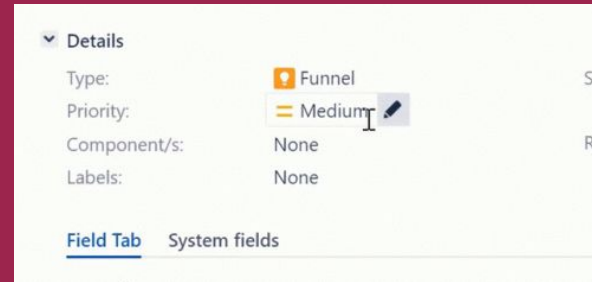 Details
Type: Funnel S
Priority: Medium
Component/s: None R
Labels: None
Field Tab System fields